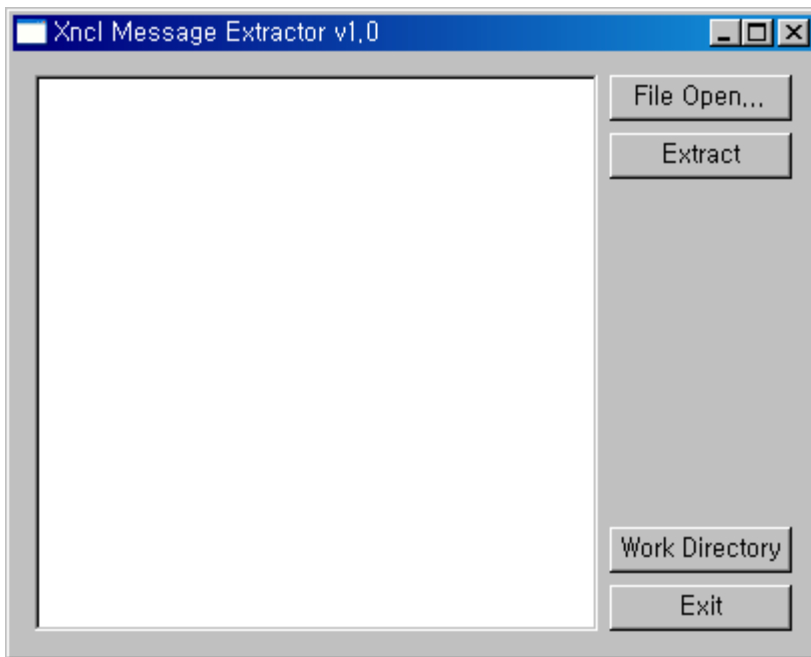 Xncl Message Extractor v1.0
File Open...
Extract
Work Directory
Exit